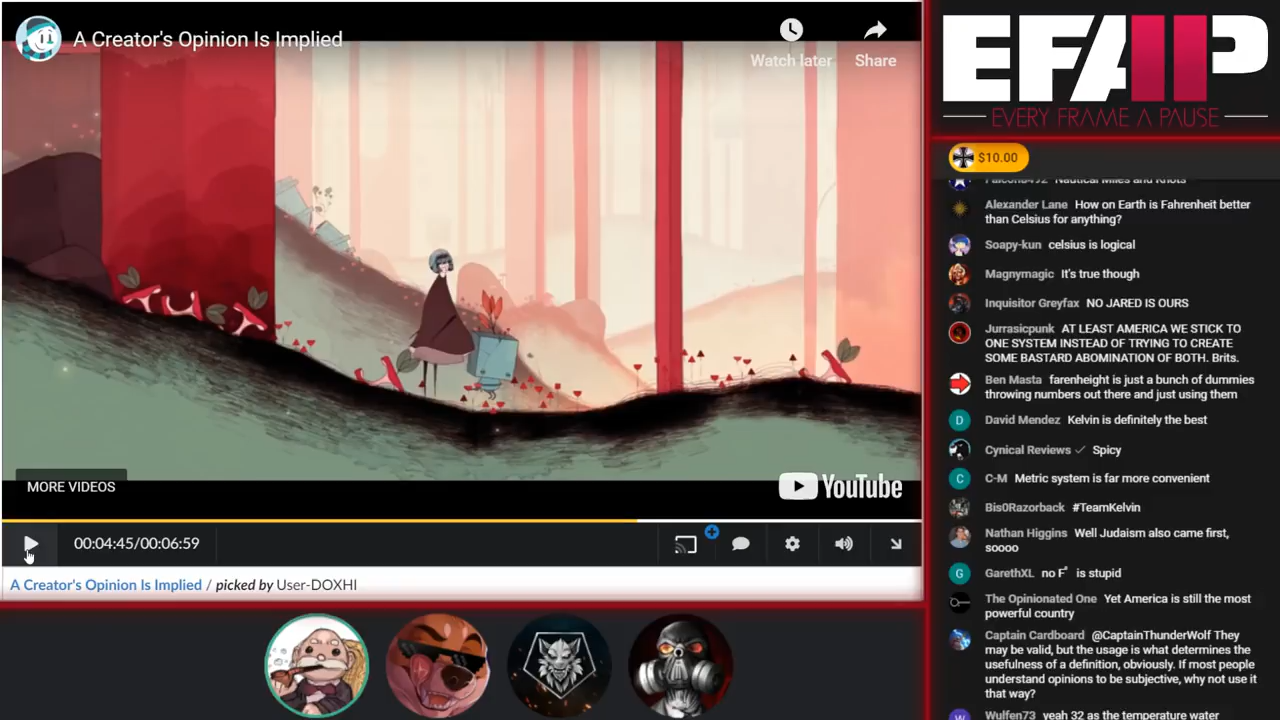 A Creator's Opinion Is Implied
Watch later
Share
MORE VIDEOS
YouTube
00:04:45/00:06:59
A Creator's Opinion Is Implied / picked by User-DOXHI
EFAP
EVERY FRAME A PAUSE
$10.00
Nautical Miles and Knots
Alexander Lane How on Earth is Fahrenheit better
than Celsius for anything?
Soapy-kun celsius is logical
Magnymagic It's true though
Inquisitor Greyfax NO JARED IS OURS
Jurrasicpunk AT LEAST AMERICA WE STICK TO
ONE SYSTEM INSTEAD OF TRYING TO CREATE
SOME BASTARD ABOMINATION OF BOTH. Brits.
Ben Masta farenheight is just a bunch of dummies
throwing numbers out there and just using them
D
David Mendez Kelvin is definitely the best
Cynical Reviews ✓ Spicy
C
C-M Metric system is far more convenient
Bis0Razorback #TeamKelvin
Nathan Higgins Well Judaism also came first,
soooo
G
GarethXL no F° is stupid
The Opinionated One Yet America is still the most
powerful country
Captain Cardboard @CaptainThunderWolf They
may be valid, but the usage is what determines the
usefulness of a definition, obviously. If most people
understand opinions to be subjective, why not use it
that way?
W
Wulfen73 yeah 32 as the temperature water